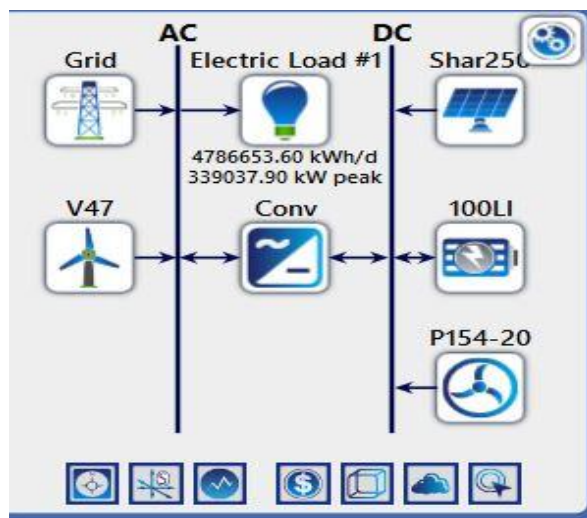 AC DC
Grid Electric Load #1 Shar250
4786653.60 kWh/d
339037.90 kW peak
V47 Conv 100LI
P154-20